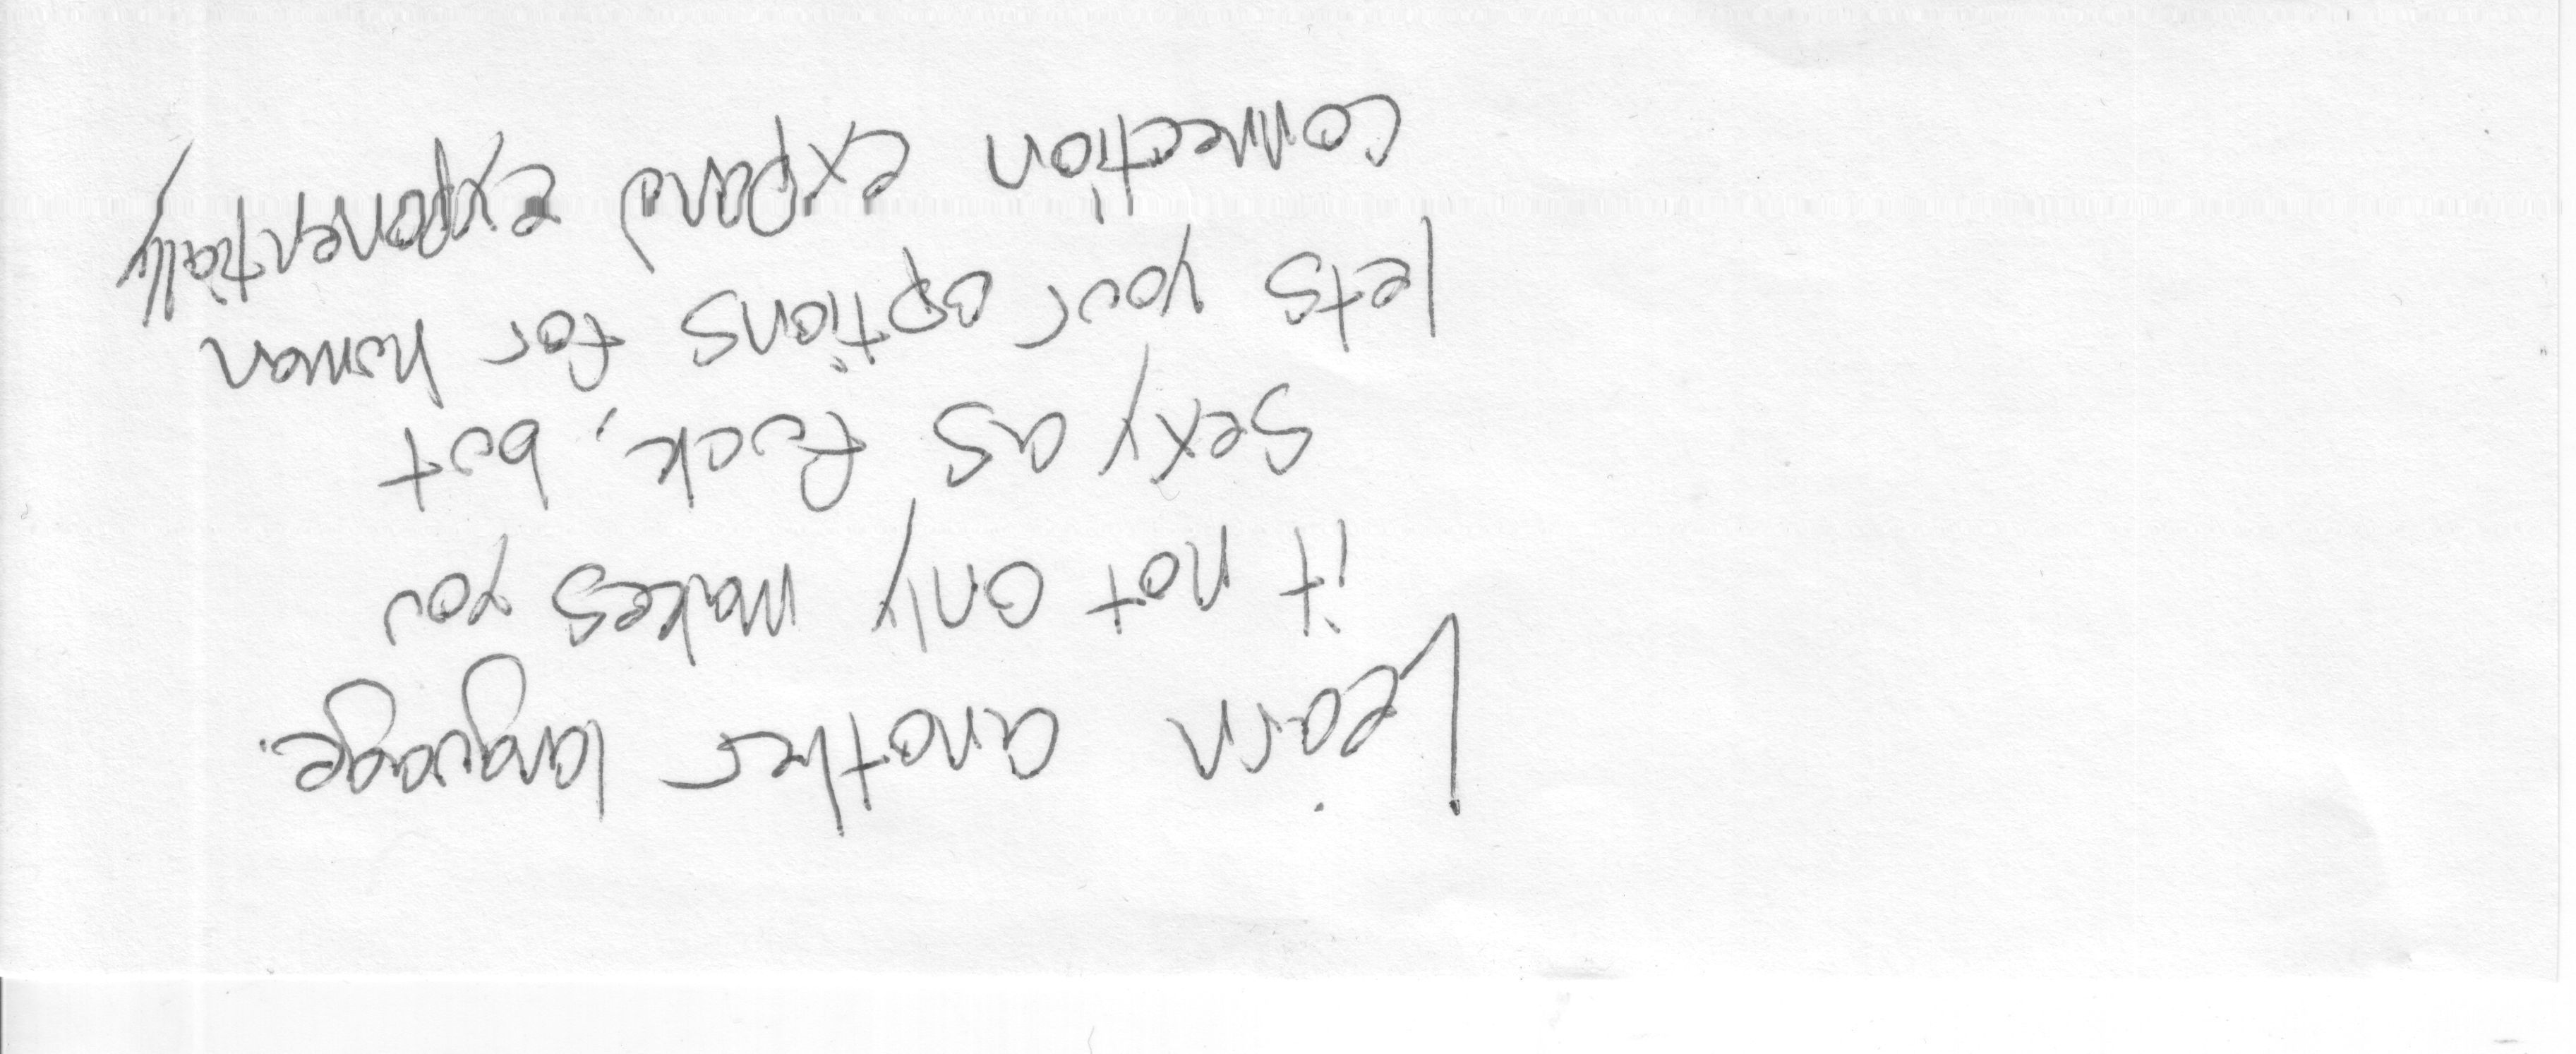 Learn another language.
it not only makes you
sexy as fuck, but
lets your options for human
connection expand exponentially